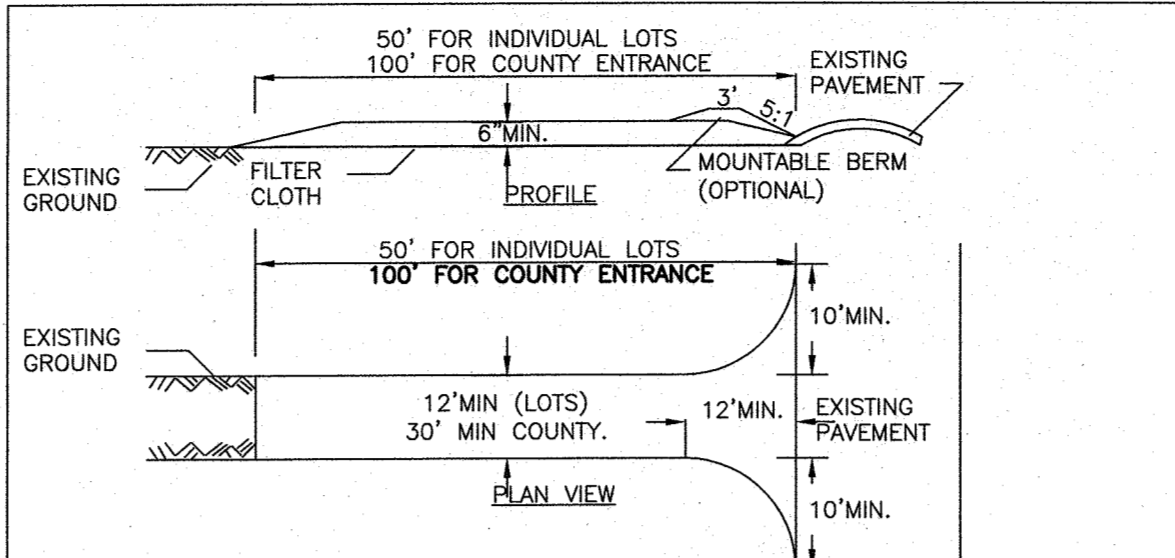 50' FOR INDIVIDUAL LOTS
100' FOR COUNTY ENTRANCE
EXISTING
PAVEMENT
3'
5:1
6"MIN.
EXISTING
GROUND
FILTER
CLOTH
PROFILE
MOUNTABLE BERM
(OPTIONAL)
50' FOR INDIVIDUAL LOTS
100' FOR COUNTY ENTRANCE
10'MIN.
EXISTING
GROUND
12'MIN (LOTS)
30' MIN COUNTY.
12'MIN.
EXISTING
PAVEMENT
PLAN VIEW
10'MIN.